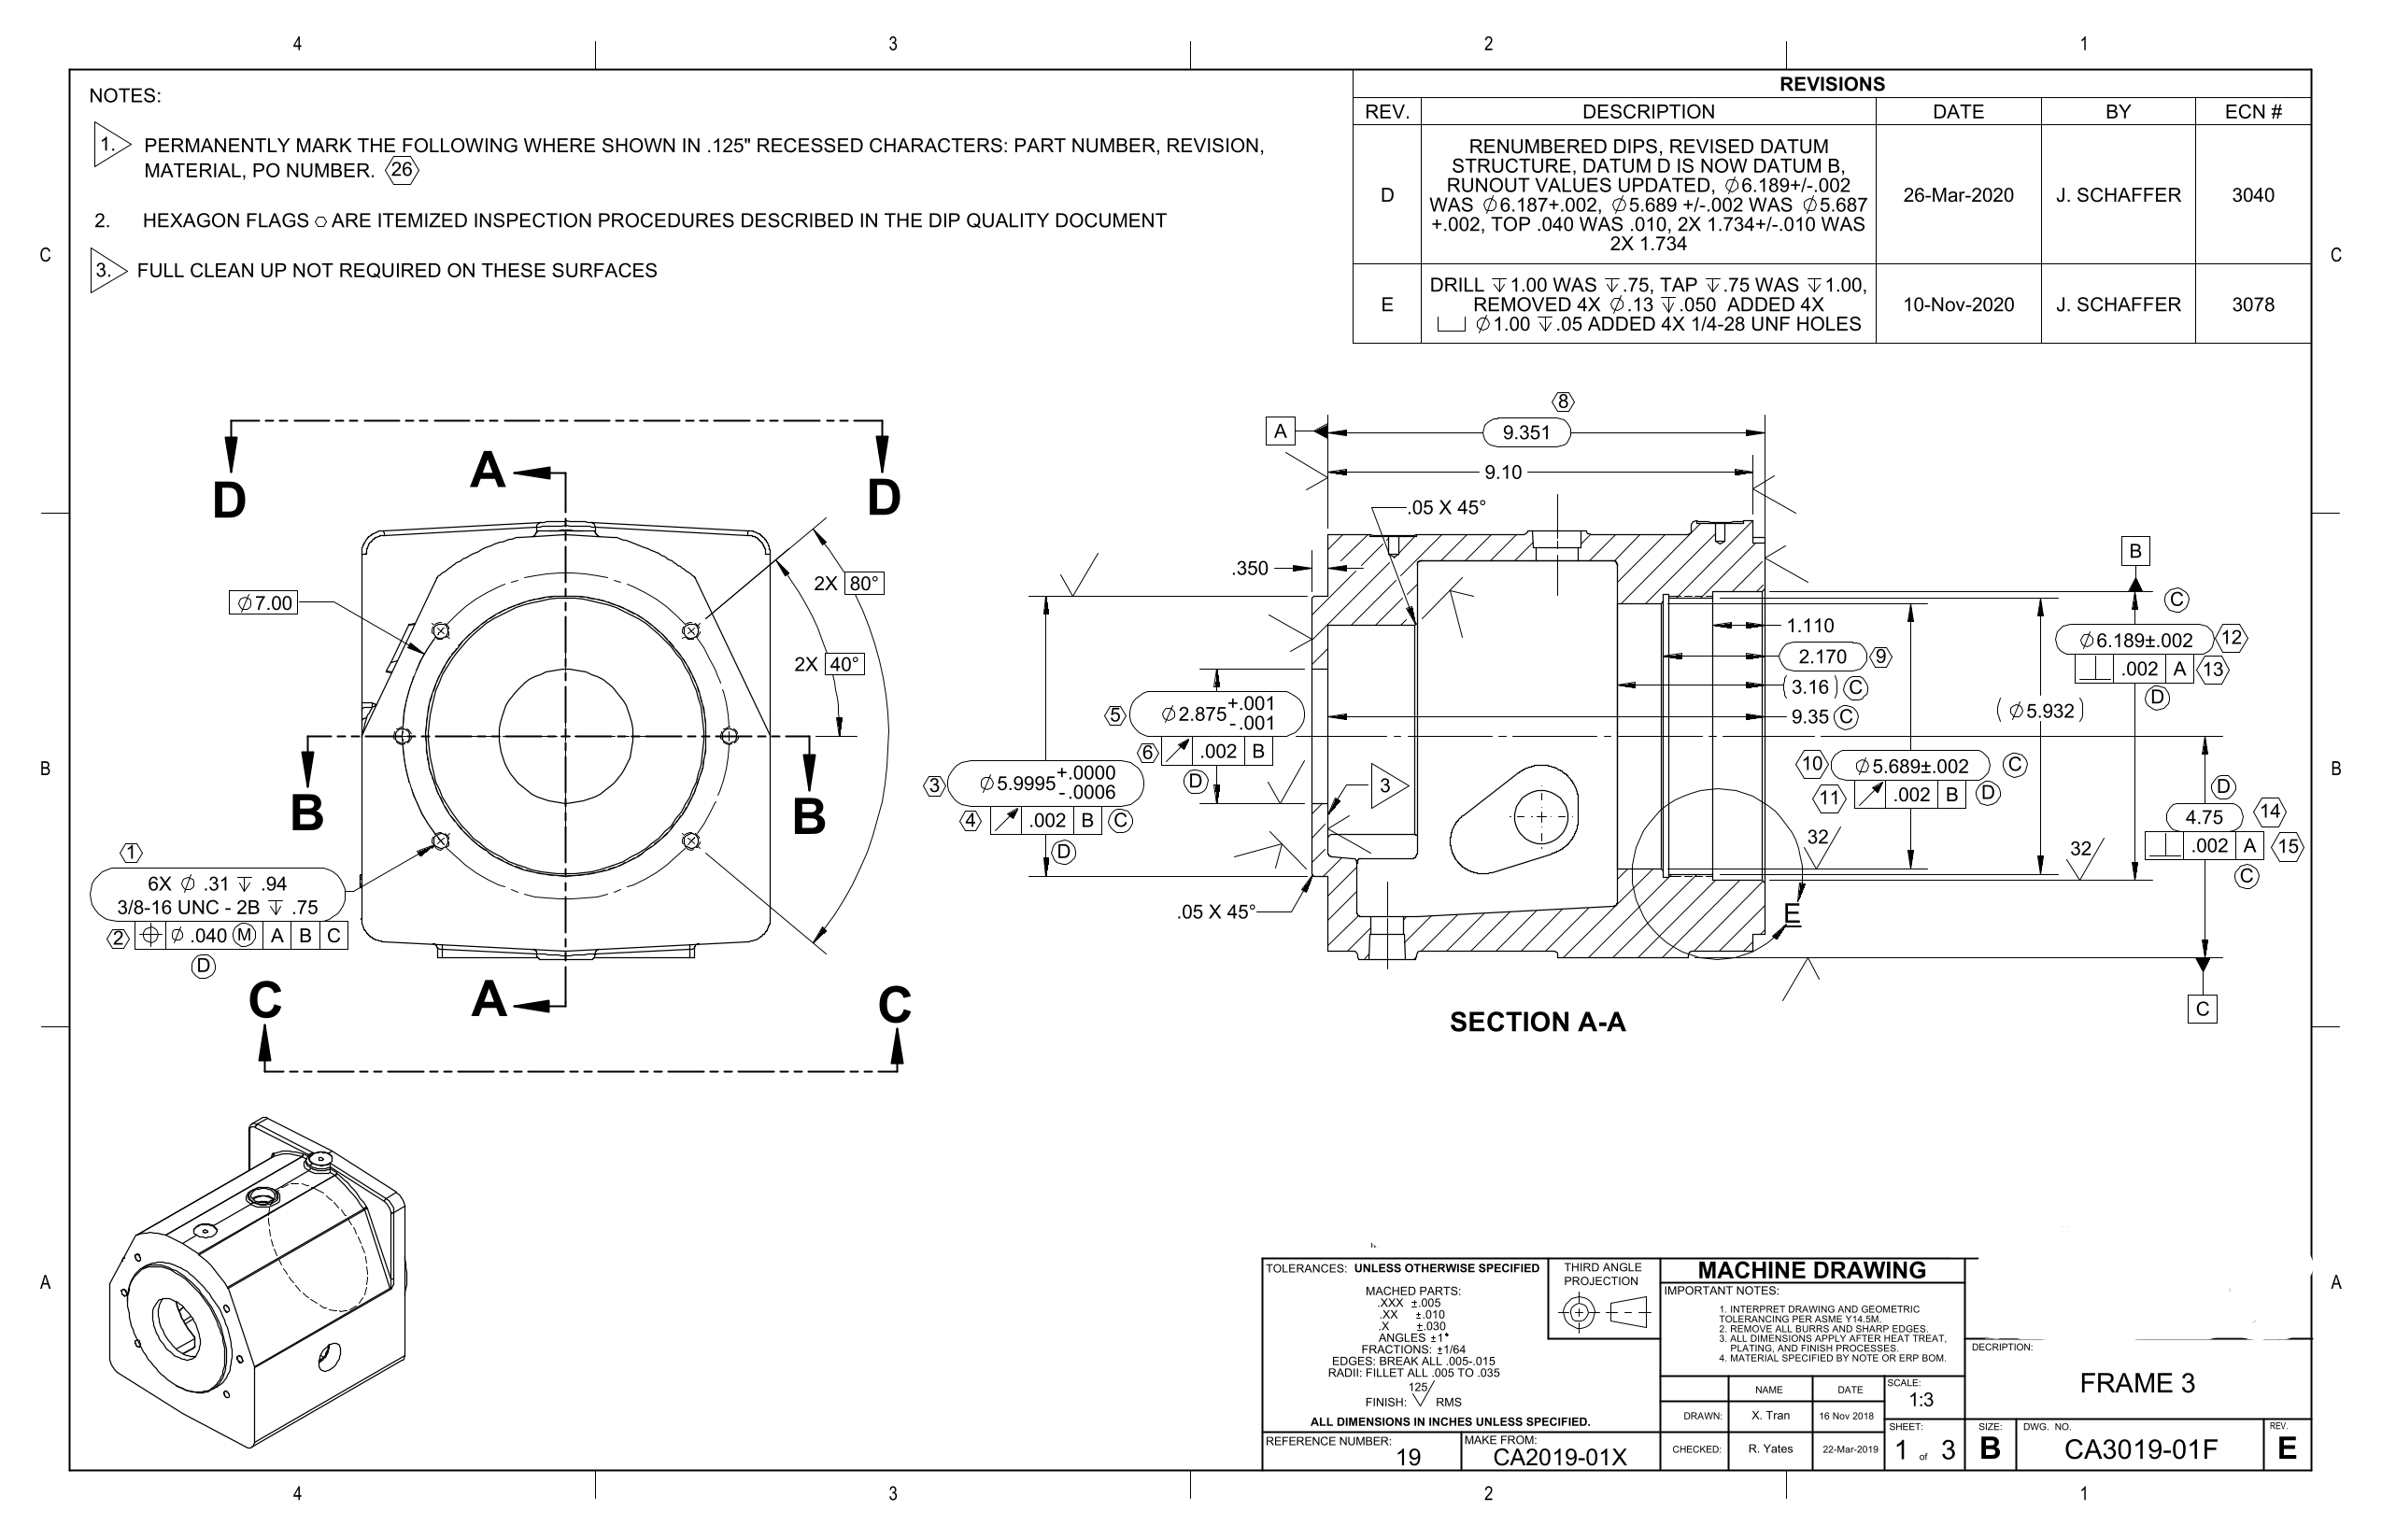 4 3 2 1
NOTES:
1. PERMANENTLY MARK THE FOLLOWING WHERE SHOWN IN .125" RECESSED CHARACTERS: PART NUMBER, REVISION,
MATERIAL, PO NUMBER. 26
2. HEXAGON FLAGS ⬡ ARE ITEMIZED INSPECTION PROCEDURES DESCRIBED IN THE DIP QUALITY DOCUMENT
3. FULL CLEAN UP NOT REQUIRED ON THESE SURFACES
REVISIONS
REV. DESCRIPTION DATE BY ECN #
RENUMBERED DIPS, REVISED DATUM
STRUCTURE, DATUM D IS NOW DATUM B,
RUNOUT VALUES UPDATED, ∅6.189+/-.002
D WAS ∅6.187+.002, ∅5.689 +/-.002 WAS ∅5.687 26-Mar-2020 J. SCHAFFER 3040
+.002, TOP .040 WAS .010, 2X 1.734+/-.010 WAS
2X 1.734
DRILL ↧1.00 WAS ↧.75, TAP ↧.75 WAS ↧1.00,
E REMOVED 4X ∅.13 ↧.050 ADDED 4X 10-Nov-2020 J. SCHAFFER 3078
⌴ ∅1.00 ↧.05 ADDED 4X 1/4-28 UNF HOLES
C C
D D
A
A
∅7.00
2X 80°
2X 40°
B B
1
6X ∅ .31 ↧ .94
3/8-16 UNC - 2B ↧ .75
2 ⌖ ∅ .040 Ⓜ A B C
D
C A C
8
A 9.351
9.10
.05 X 45°
.350
B
C
1.110
∅6.189±.002 12
2.170 9
⟂ .002 A 13
(3.16) C
D
5 ∅2.875 +.001
-.001
9.35 C
(∅5.932)
6 ↗ .002 B
D
3 ∅5.9995 +.0000
-.0006
3
4 ↗ .002 B C
D
10 ∅5.689±.002 C
11 ↗ .002 B D
D
4.75 14
⟂ .002 A 15
C
32
32
.05 X 45°
E
C
SECTION A-A
B B
A A
TOLERANCES: UNLESS OTHERWISE SPECIFIED
MACHED PARTS:
.XXX ±.005
.XX ±.010
.X ±.030
ANGLES ±1°
FRACTIONS: ±1/64
EDGES: BREAK ALL .005-.015
RADII: FILLET ALL .005 TO .035
125
FINISH: √ RMS
ALL DIMENSIONS IN INCHES UNLESS SPECIFIED.
REFERENCE NUMBER:
19
MAKE FROM:
CA2019-01X
THIRD ANGLE
PROJECTION
MACHINE DRAWING
IMPORTANT NOTES:
1. INTERPRET DRAWING AND GEOMETRIC
TOLERANCING PER ASME Y14.5M.
2. REMOVE ALL BURRS AND SHARP EDGES.
3. ALL DIMENSIONS APPLY AFTER HEAT TREAT,
PLATING, AND FINISH PROCESSES.
4. MATERIAL SPECIFIED BY NOTE OR ERP BOM.
NAME DATE
DRAWN: X. Tran 16 Nov 2018
CHECKED: R. Yates 22-Mar-2019
SCALE:
1:3
SHEET:
1 of 3
DECRIPTION:
FRAME 3
SIZE:
B
DWG. NO.
CA3019-01F
REV.
E
4 3 2 1